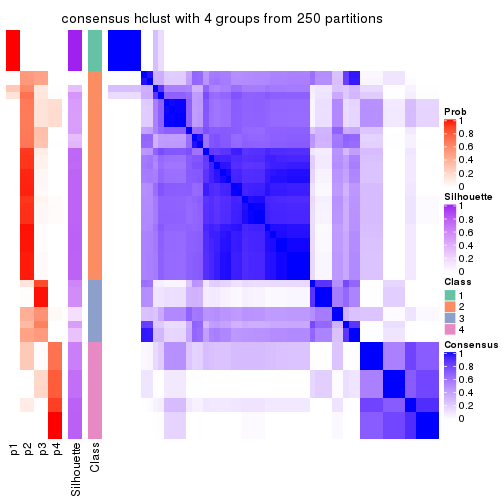 consensus hclust with 4 groups from 250 partitions
Prob
1
0.8
0.6
0.4
0.2
0
Silhouette
1
0.8
0.6
0.4
0.2
0
Class
1
2
3
4
Consensus
1
0.8
0.6
0.4
0.2
0
p1
p2
p3
p4
Silhouette
Class